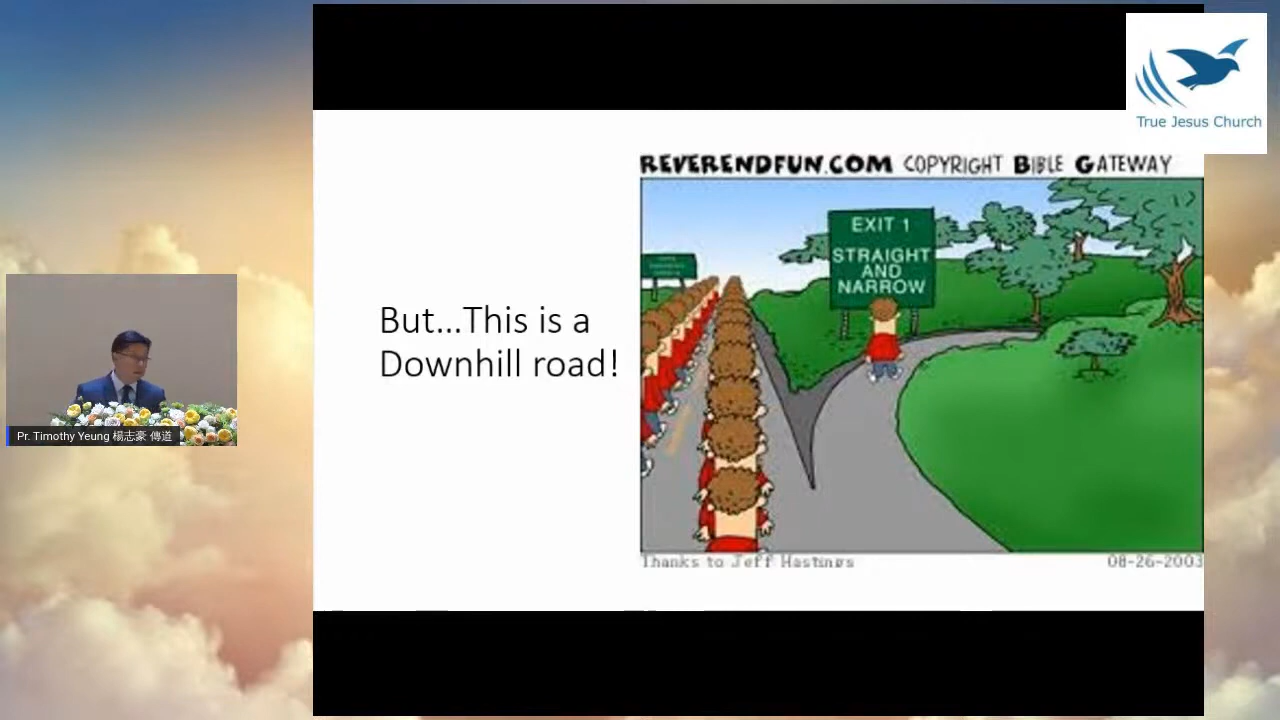 True Jesus Church
REVERENDFUN.COM COPYRIGHT BIBLE GATEWAY
EXIT 1
STRAIGHT
AND
NARROW
But...This is a
Downhill road!
Pr. Timothy Yeung 楊志豪 傳道
Thanks to Jeff Hastings
08-26-2003